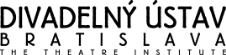 DIVADELNÝ ÚSTAV
BRATISLAVA
THE THEATRE INSTITUTE